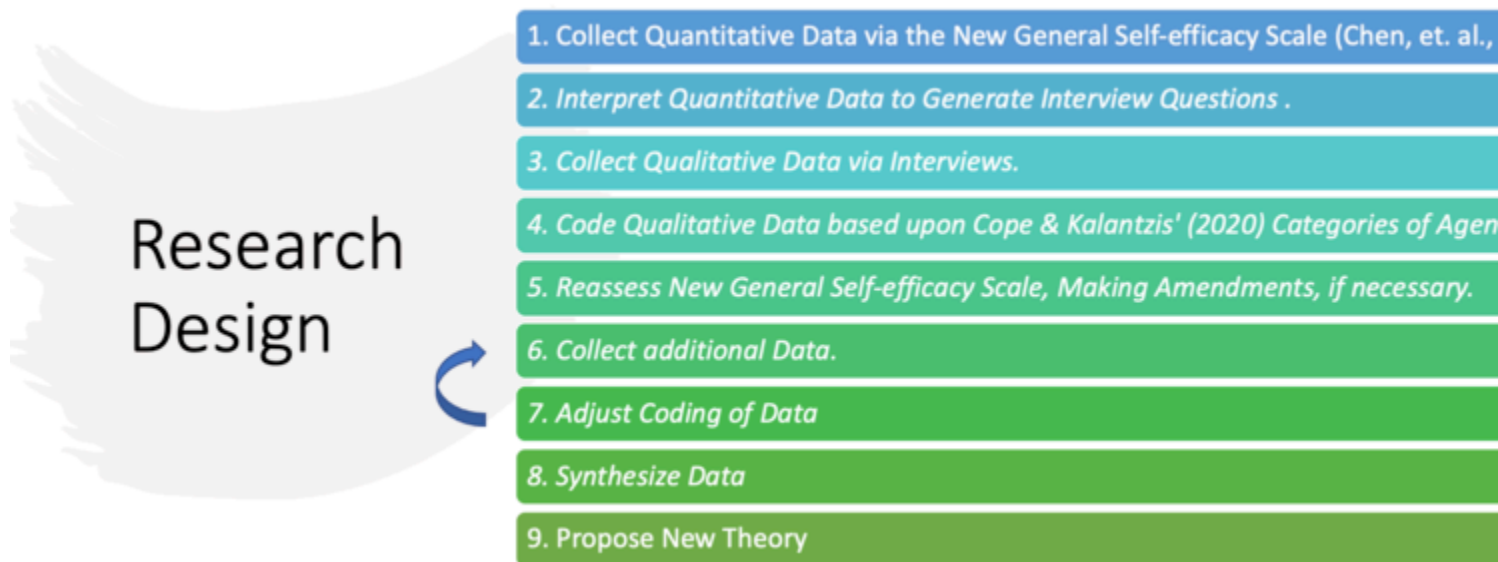 Research
Design
1. Collect Quantitative Data via the New General Self-efficacy Scale (Chen, et. al.,
2. Interpret Quantitative Data to Generate Interview Questions .
3. Collect Qualitative Data via Interviews.
4. Code Qualitative Data based upon Cope & Kalantzis' (2020) Categories of Agen
5. Reassess New General Self-efficacy Scale, Making Amendments, if necessary.
6. Collect additional Data.
7. Adjust Coding of Data
8. Synthesize Data
9. Propose New Theory